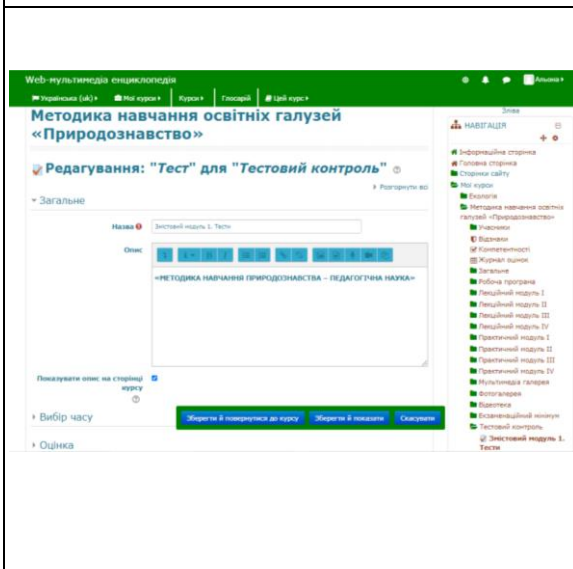 Web-мультимедіа енциклопедія
Альона
Українська (uk)
Мої курси
Курси
Глосарій
Цей курс
Методика навчання освітніх галузей
«Природознавство»
Редагування: "Тест" для "Тестовий контроль"
Розгорнути всі
Загальне
Назва
Змістовий модуль 1. Тести
Опис
«МЕТОДИКА НАВЧАННЯ ПРИРОДОЗНАВСТВА – ПЕДАГОГІЧНА НАУКА»
Показувати опис на сторінці
курсу
Вибір часу
Зберегти й повернутися до курсу
Зберегти й показати
Скасувати
Оцінка
НАВІГАЦІЯ
Інформаційна сторінка
Головна сторінка
Сторінки сайту
Мої курси
Екологія
Методика навчання освітніх
галузей «Природознавство»
Учасники
Відзнаки
Компетентності
Журнал оцінок
Загальне
Робоча програма
Лекційний модуль I
Лекційний модуль II
Лекційний модуль III
Лекційний модуль IV
Практичний модуль I
Практичний модуль II
Практичний модуль III
Практичний модуль IV
Мультимедіа галерея
Фотогалерея
Відеотека
Екзаменаційний мінімум
Тестовий контроль
Змістовий модуль 1.
Тести